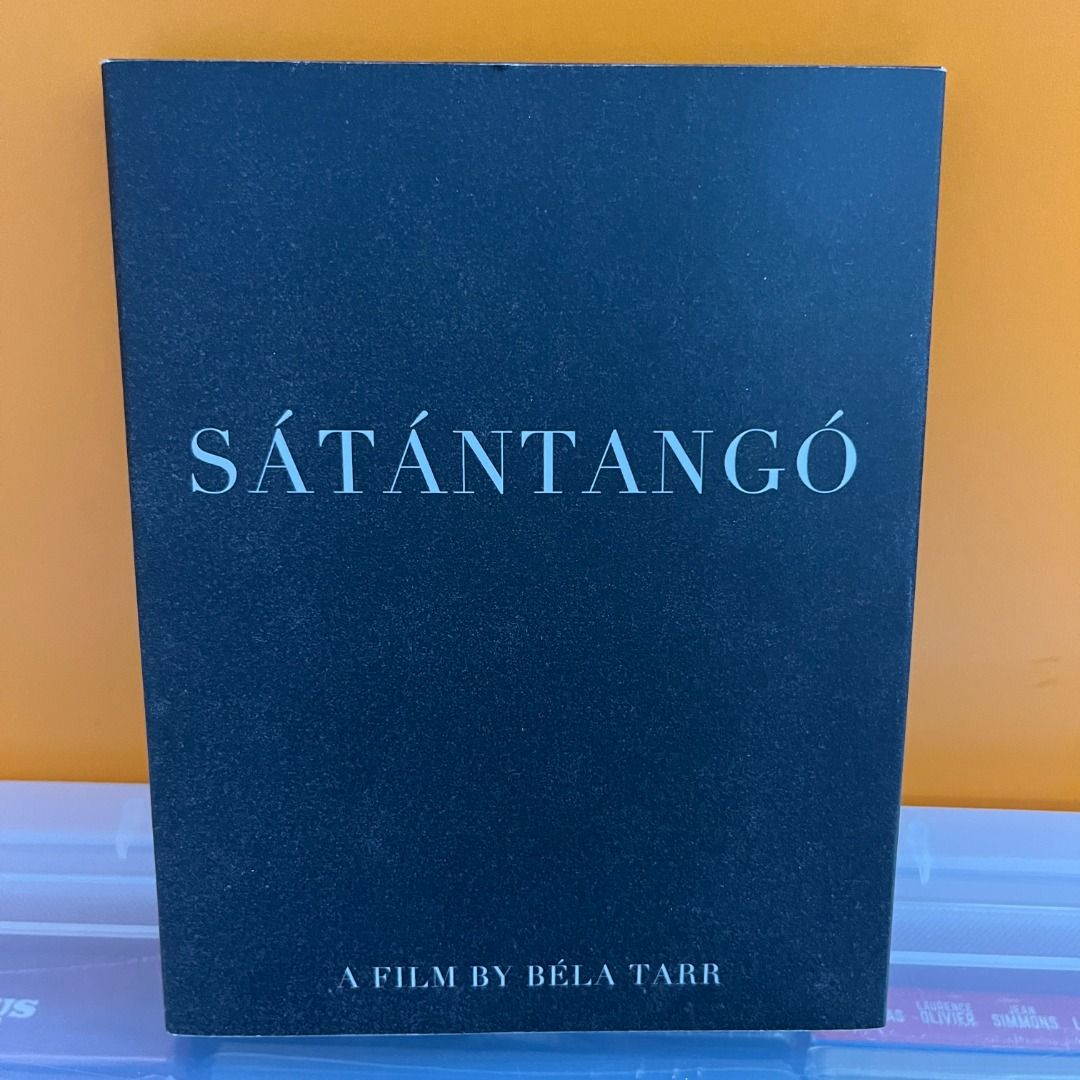 SÁTÁNTANGÓ
A FILM BY BÉLA TARR
LAURENCE OLIVIER
JEAN SIMMONS